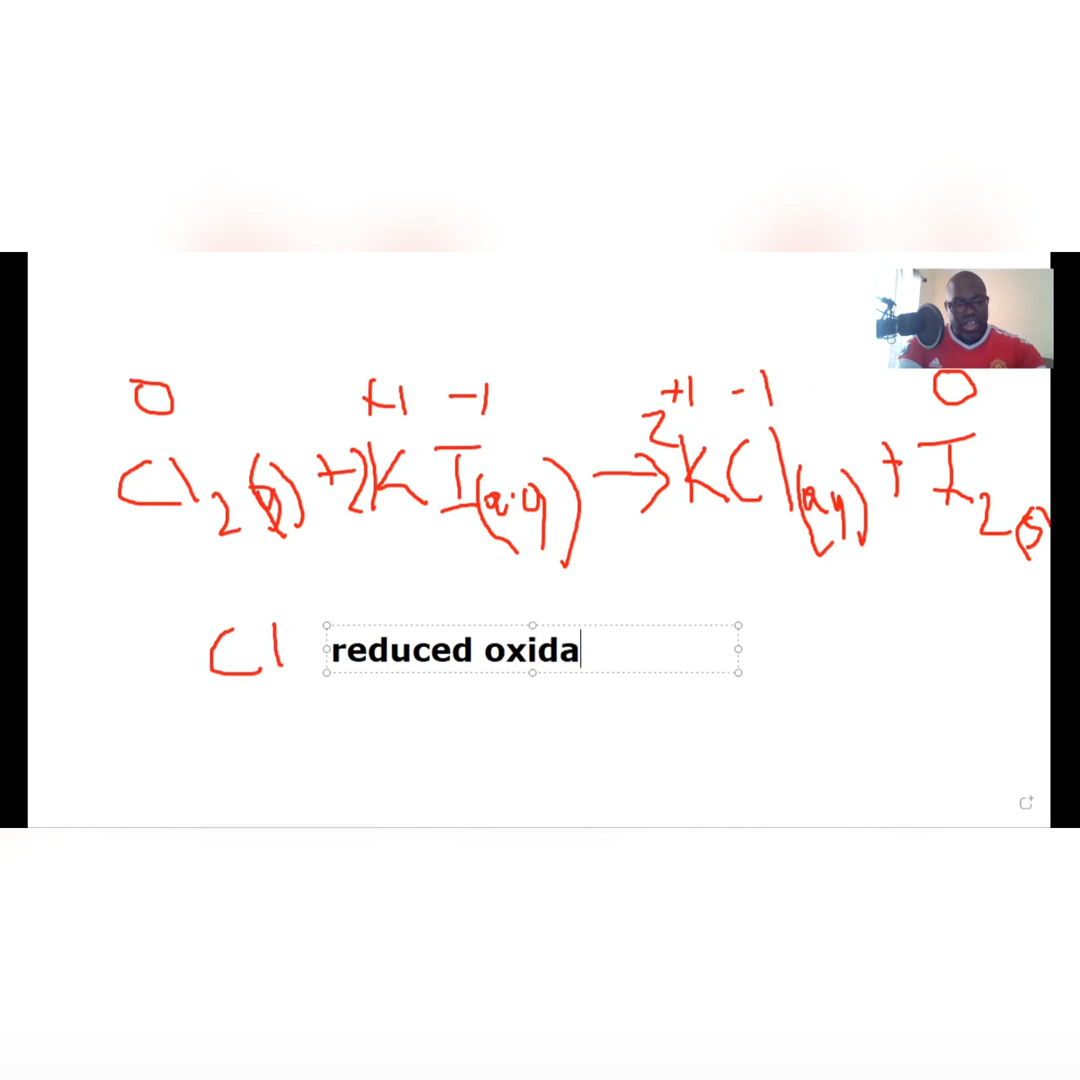 0 +1 -1 +1 -1 0
Cl2(g) + 2KI(aq) → 2KCl(aq) + I2(s)
Cl reduced oxida